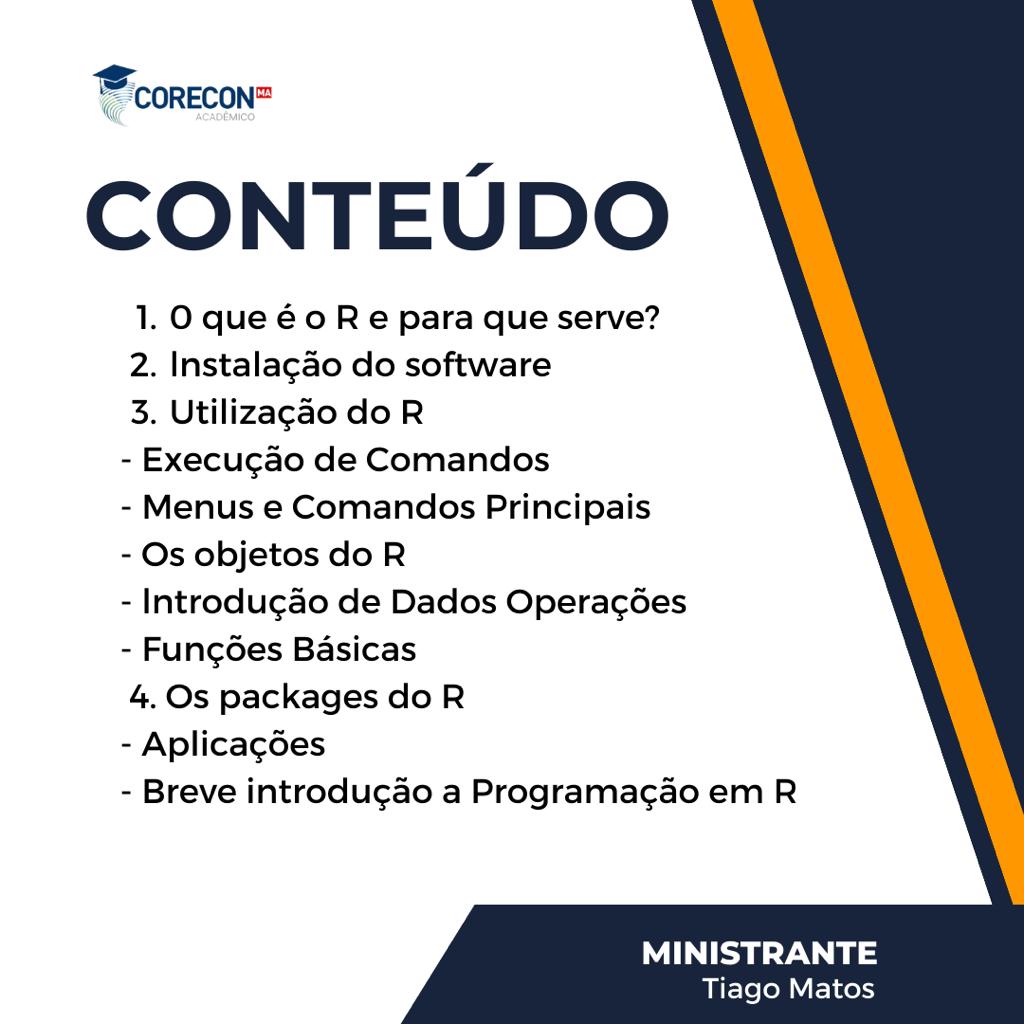 CORECON MA
ACADÊMICO
CONTEÚDO
1. O que é o R e para que serve?
2. Instalação do software
3. Utilização do R
- Execução de Comandos
- Menus e Comandos Principais
- Os objetos do R
- Introdução de Dados Operações
- Funções Básicas
4. Os packages do R
- Aplicações
- Breve introdução a Programação em R
MINISTRANTE
Tiago Matos